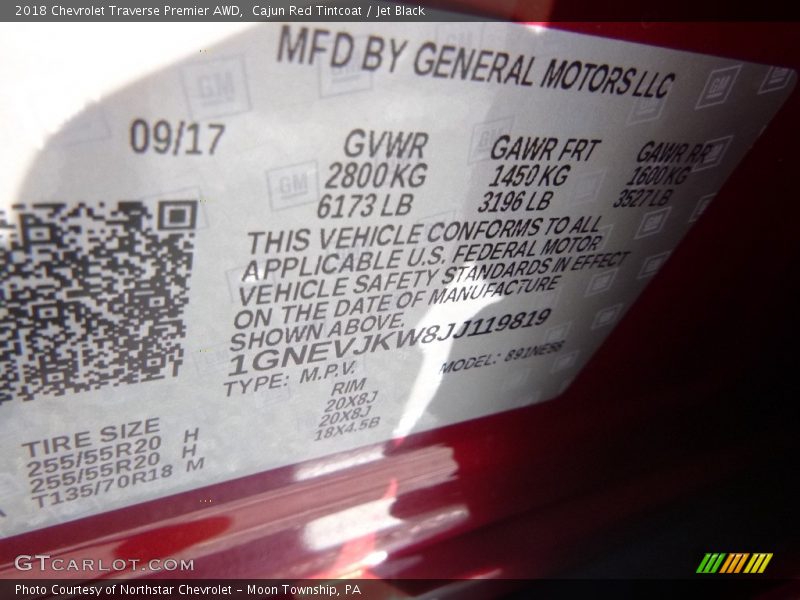 2018 Chevrolet Traverse Premier AWD,  Cajun Red Tintcoat / Jet Black
MFD BY GENERAL MOTORS LLC
09/17
GVWR GAWR FRT GAWR RR
2800 KG 1450 KG 1600KG
6173 LB 3196 LB 3527 LB
THIS VEHICLE CONFORMS TO ALL
APPLICABLE U.S. FEDERAL MOTOR
VEHICLE SAFETY STANDARDS IN EFFECT
ON THE DATE OF MANUFACTURE
SHOWN ABOVE.
1GNEVJKW8JJ119819
TYPE: M.P.V. MODEL: 891NE88
TIRE SIZE RIM
255/55R20 H 20X8J
255/55R20 H 20X8J
T135/70R18 M 18X4.5B
GTCARLOT.COM
Photo Courtesy of Northstar Chevrolet – Moon Township, PA